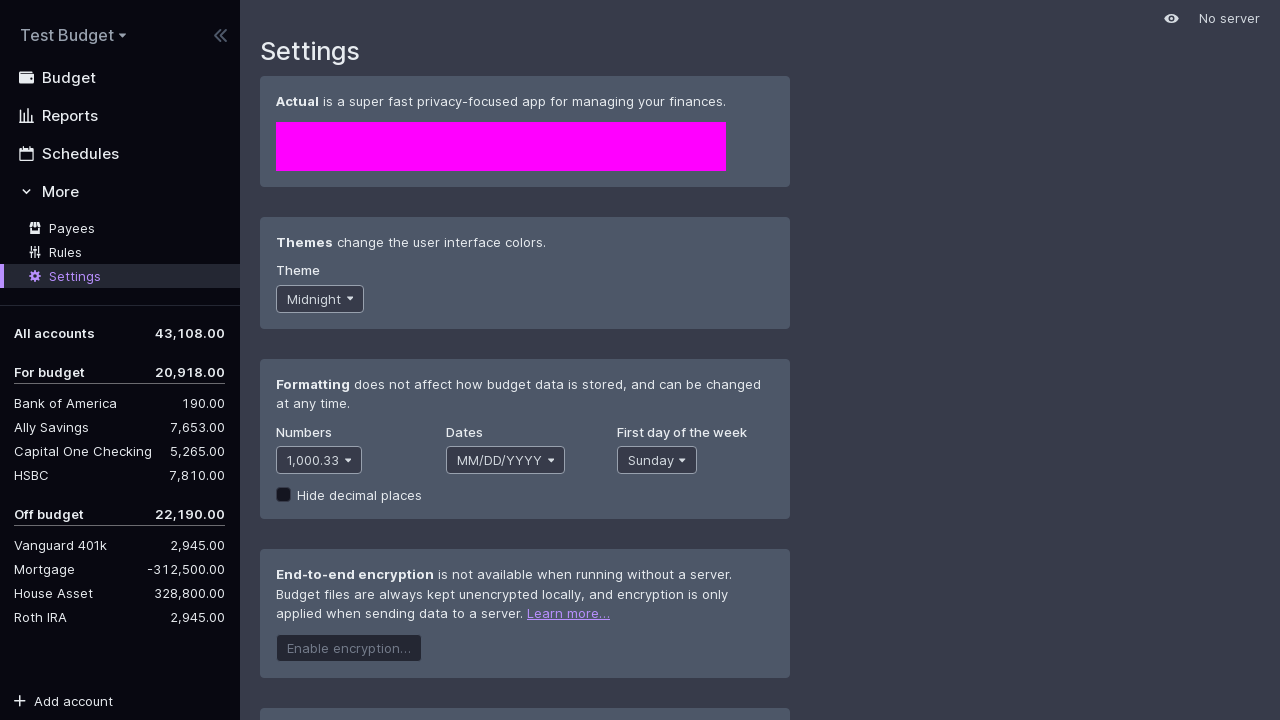 Test Budget
No server
Budget
Reports
Schedules
More
Payees
Rules
Settings
All accounts 43,108.00
For budget 20,918.00
Bank of America 190.00
Ally Savings 7,653.00
Capital One Checking 5,265.00
HSBC 7,810.00
Off budget 22,190.00
Vanguard 401k 2,945.00
Mortgage -312,500.00
House Asset 328,800.00
Roth IRA 2,945.00
Add account
Settings
Actual is a super fast privacy-focused app for managing your finances.
Themes change the user interface colors.
Theme
Midnight
Formatting does not affect how budget data is stored, and can be changed
at any time.
Numbers Dates First day of the week
1,000.33 MM/DD/YYYY Sunday
Hide decimal places
End-to-end encryption is not available when running without a server.
Budget files are always kept unencrypted locally, and encryption is only
applied when sending data to a server. Learn more…
Enable encryption…